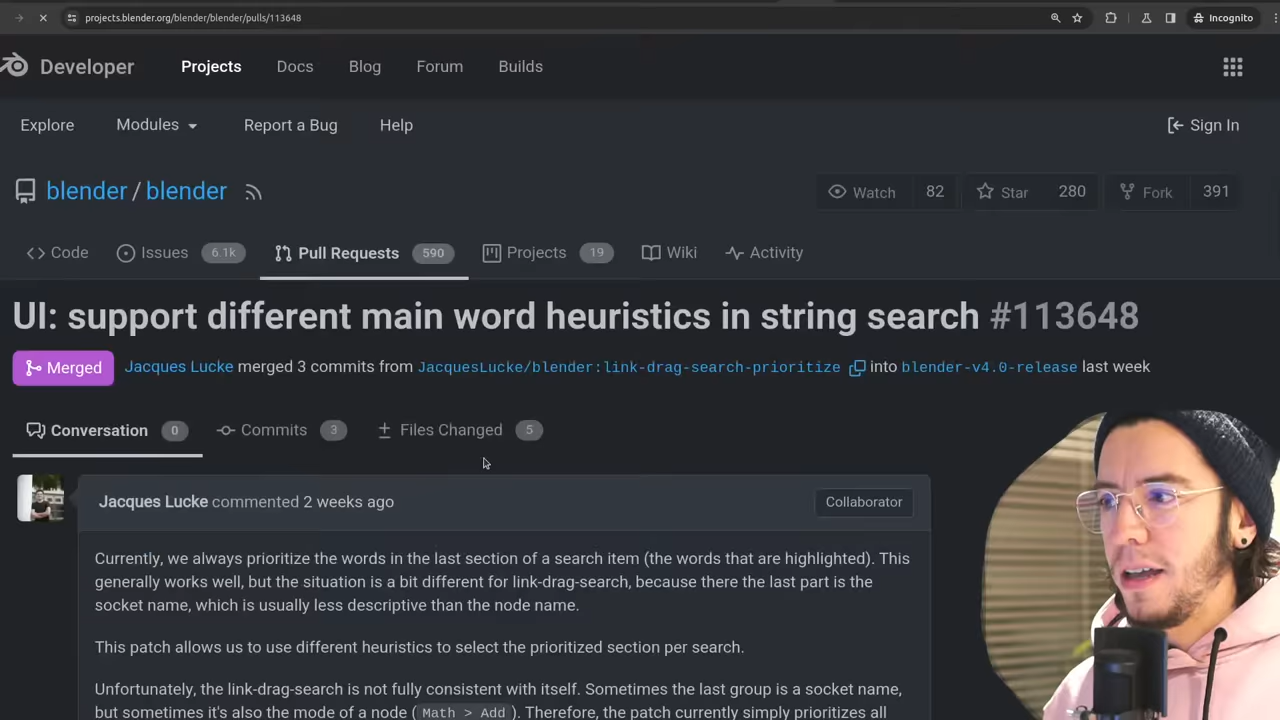 projects.blender.org/blender/blender/pulls/113648
Incognito
Developer Projects Docs Blog Forum Builds
Explore Modules Report a Bug Help Sign In
blender / blender Watch 82 Star 280 Fork 391
Code Issues 6.1k Pull Requests 590 Projects 19 Wiki Activity
UI: support different main word heuristics in string search #113648
Merged Jacques Lucke merged 3 commits from JacquesLucke/blender:link-drag-search-prioritize into blender-v4.0-release last week
Conversation 0 Commits 3 Files Changed 5
Jacques Lucke commented 2 weeks ago Collaborator
Currently, we always prioritize the words in the last section of a search item (the words that are highlighted). This
generally works well, but the situation is a bit different for link-drag-search, because there the last part is the
socket name, which is usually less descriptive than the node name.
This patch allows us to use different heuristics to select the prioritized section per search.
Unfortunately, the link-drag-search is not fully consistent with itself. Sometimes the last group is a socket name,
but sometimes it's also the mode of a node (Math > Add). Therefore, the patch currently simply prioritizes all